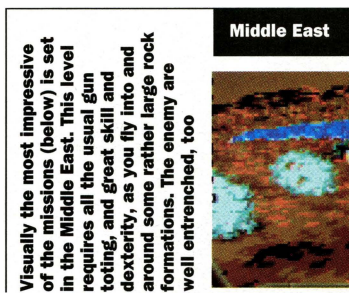 Middle East
Visually the most impressive
of the missions (below) is set
in the Middle East. This level
requires all the usual gun
toting, and great skill and
dexterity, as you fly into and
around some rather large rock
formations. The enemy are
well entrenched, too